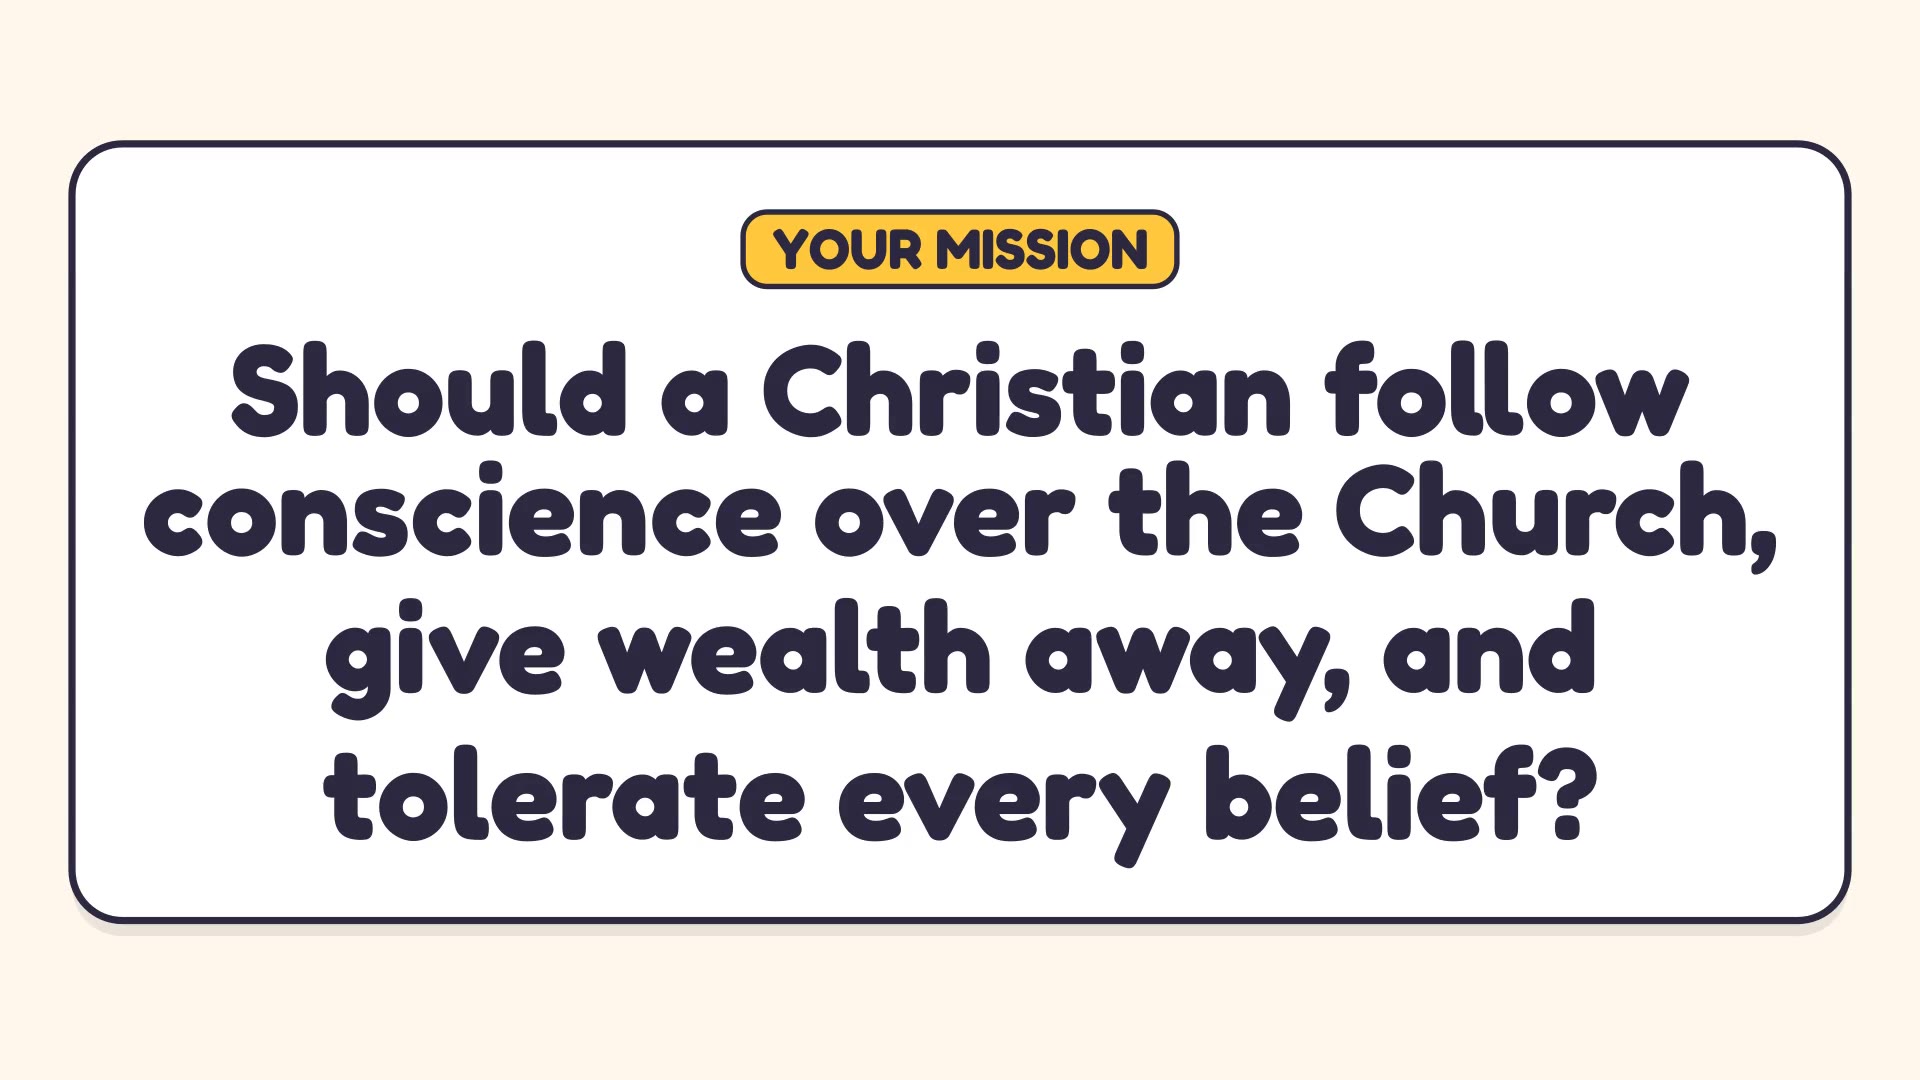 YOUR MISSION
Should a Christian follow
conscience over the Church,
give wealth away, and
tolerate every belief?